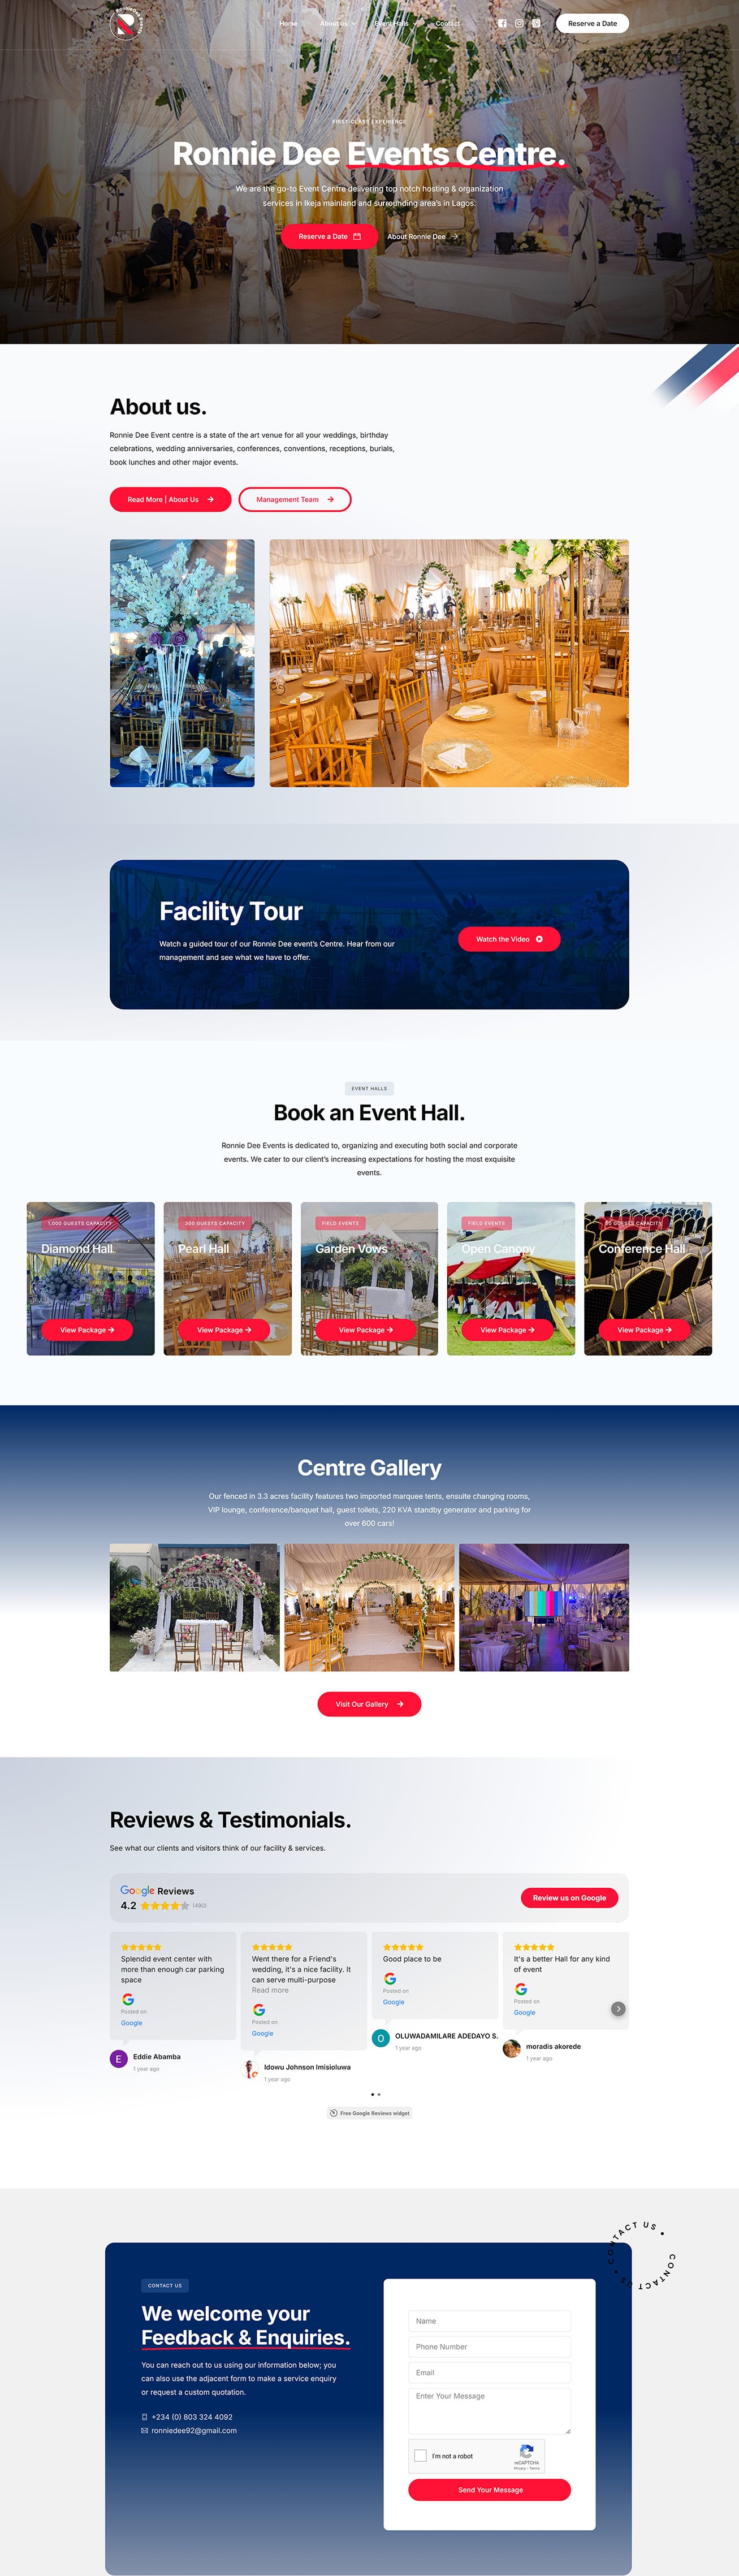 Home
About us
Event Halls
Contact
Reserve a Date
FIRST-CLASS EXPERIENCE
Ronnie Dee Events Centre.
We are the go-to Event Centre delivering top notch hosting & organization
services in Ikeja mainland and surrounding area's in Lagos.
Reserve a Date
About Ronnie Dee
About us.
Ronnie Dee Event centre is a state of the art venue for all your weddings, birthday
celebrations, wedding anniversaries, conferences, conventions, receptions, burials,
book lunches and other major events.
Read More | About Us
Management Team
Facility Tour
Watch a guided tour of our Ronnie Dee event's Centre. Hear from our
management and see what we have to offer.
Watch the Video
EVENT HALLS
Book an Event Hall.
Ronnie Dee Events is dedicated to, organizing and executing both social and corporate
events. We cater to our client's increasing expectations for hosting the most exquisite
events.
1,000 GUESTS CAPACITY
Diamond Hall
View Package
300 GUESTS CAPACITY
Pearl Hall
View Package
FIELD EVENTS
Garden Vows
View Package
FIELD EVENTS
Open Canopy
View Package
GUESTS CAPACITY
Conference Hall
View Package
Centre Gallery
Our fenced in 3.3 acres facility features two imported marquee tents, ensuite changing rooms,
VIP lounge, conference/banquet hall, guest toilets, 220 KVA standby generator and parking for
over 600 cars!
Visit Our Gallery
Reviews & Testimonials.
See what our clients and visitors think of our facility & services.
Google Reviews
4.2 (490)
Review us on Google
Splendid event center with
more than enough car parking
space
Posted on
Google
E
Eddie Abamba
1 year ago
Went there for a Friend's
wedding, it's a nice facility. It
can serve multi-purpose
Read more
Posted on
Google
Idowu Johnson Imisioluwa
1 year ago
Good place to be
Posted on
Google
O
OLUWADAMILARE ADEDAYO S.
1 year ago
It's a better Hall for any kind
of event
Posted on
Google
moradis akorede
1 year ago
Free Google Reviews widget
CONTACT US • CONTACT US • CONTACT US •
CONTACT US
We welcome your
Feedback & Enquiries.
You can reach out to us using our information below; you
can also use the adjacent form to make a service enquiry
or request a custom quotation.
+234 (0) 803 324 4092
ronniedee92@gmail.com
Name
Phone Number
Email
Enter Your Message
I'm not a robot
reCAPTCHA
Privacy - Terms
Send Your Message